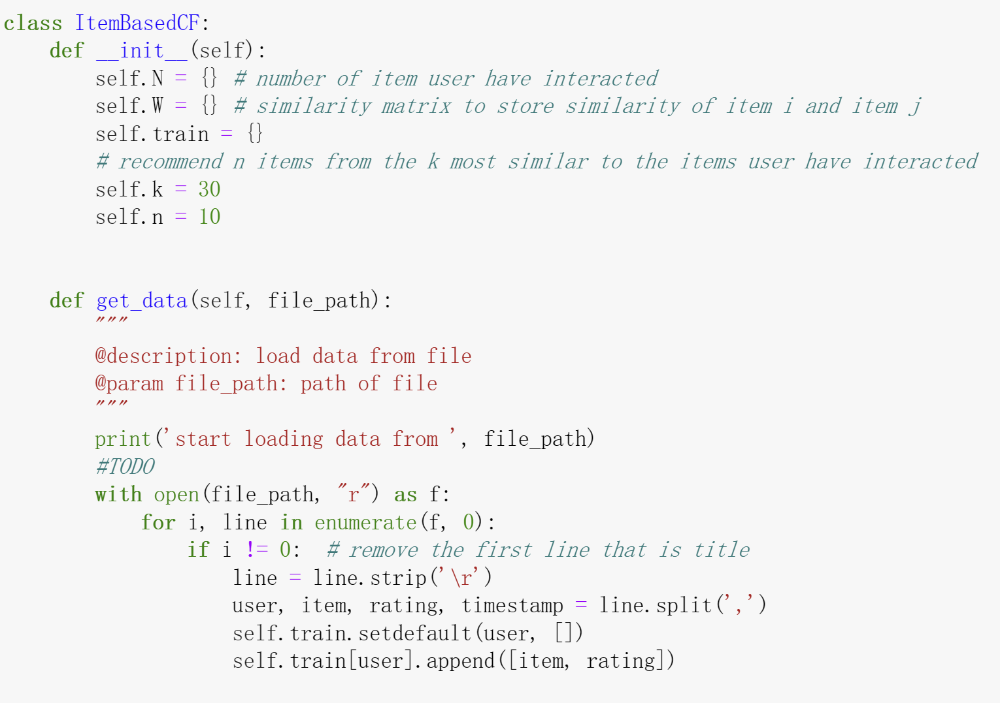 class ItemBasedCF:
    def __init__(self):
        self.N = {} # number of item user have interacted
        self.W = {} # similarity matrix to store similarity of item i and item j
        self.train = {}
        # recommend n items from the k most similar to the items user have interacted
        self.k = 30
        self.n = 10
    def get_data(self, file_path):
        """
        @description: load data from file
        @param file_path: path of file
        """
        print('start loading data from ', file_path)
        #TODO
        with open(file_path, "r") as f:
            for i, line in enumerate(f, 0):
                if i != 0:  # remove the first line that is title
                    line = line.strip('\r')
                    user, item, rating, timestamp = line.split(',')
                    self.train.setdefault(user, [])
                    self.train[user].append([item, rating])